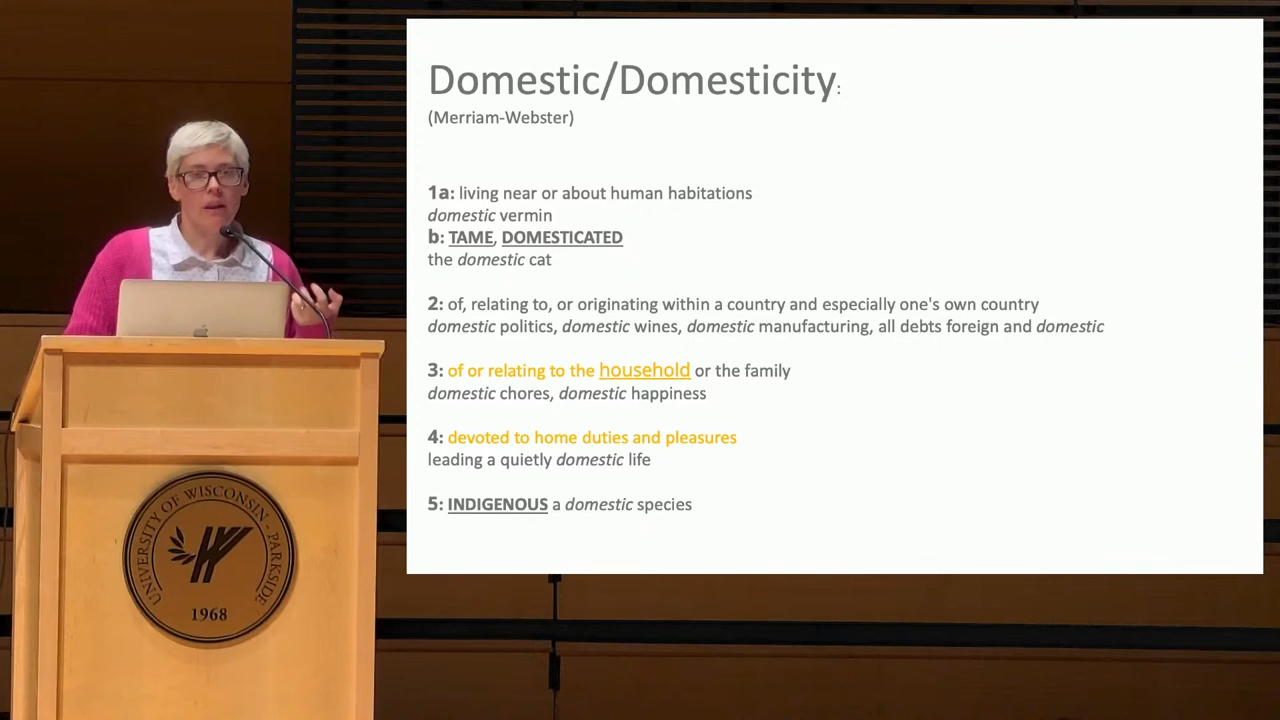 Domestic/Domesticity:
(Merriam-Webster)
1a: living near or about human habitations
domestic vermin
b: TAME, DOMESTICATED
the domestic cat
2: of, relating to, or originating within a country and especially one's own country
domestic politics, domestic wines, domestic manufacturing, all debts foreign and domestic
3: of or relating to the household or the family
domestic chores, domestic happiness
4: devoted to home duties and pleasures
leading a quietly domestic life
5: INDIGENOUS a domestic species
UNIVERSITY OF WISCONSIN - PARKSIDE
1968